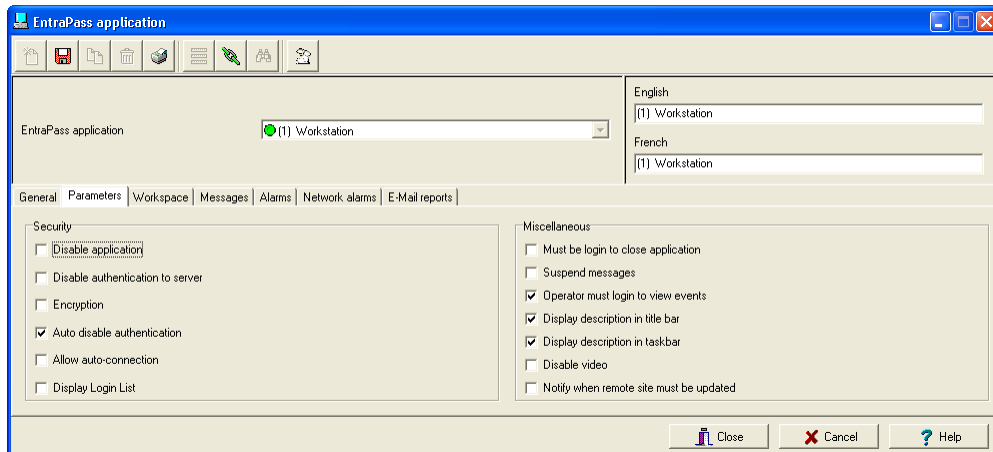 EntraPass application
English
(1) Workstation
EntraPass application
(1) Workstation
French
(1) Workstation
General Parameters Workspace Messages Alarms Network alarms E-Mail reports
Security
Disable application
Disable authentication to server
Encryption
Auto disable authentication
Allow auto-connection
Display Login List
Miscellaneous
Must be login to close application
Suspend messages
Operator must login to view events
Display description in title bar
Display description in taskbar
Disable video
Notify when remote site must be updated
Close Cancel Help